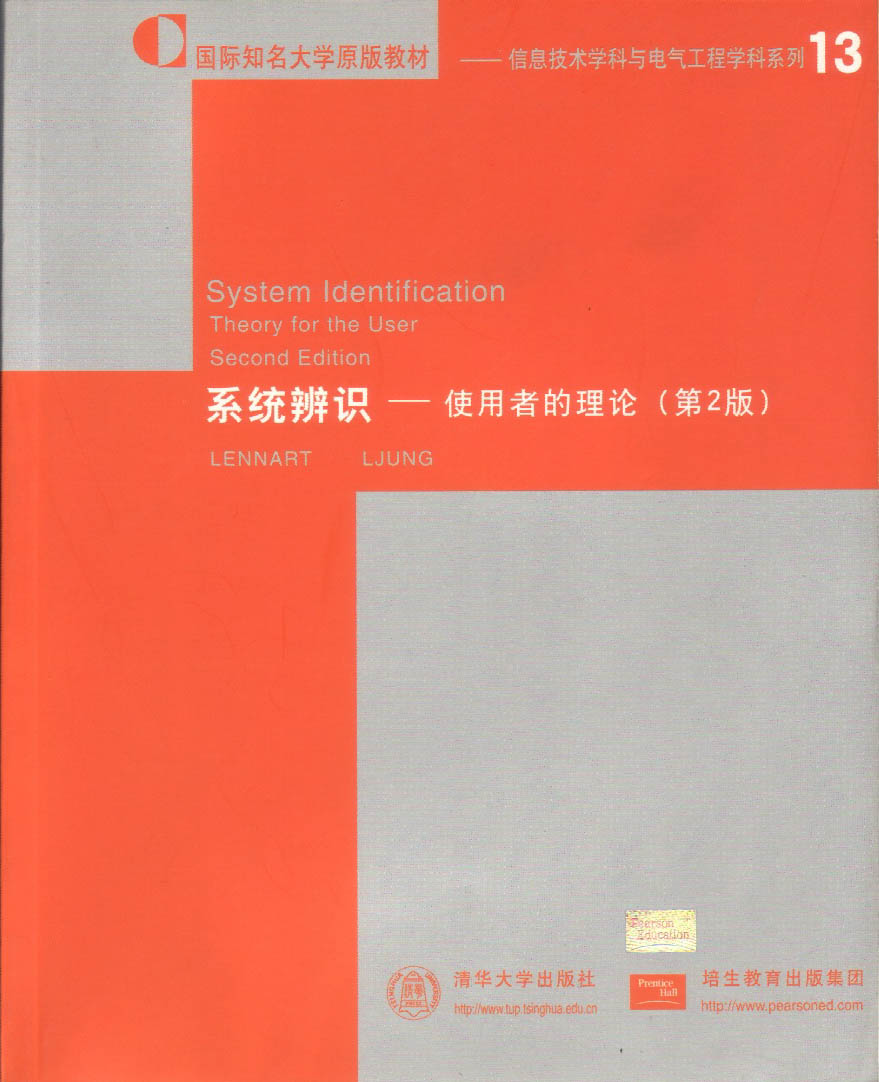 国际知名大学原版教材 —— 信息技术学科与电气工程学科系列 13
System Identification
Theory for the User
Second Edition
系统辨识 — 使用者的理论（第2版）
LENNART LJUNG
Pearson
Education
清华大学出版社
http://www.tup.tsinghua.edu.cn
Prentice
Hall
培生教育出版集团
http://www.pearsoned.com
TSINGHUA UNIVERSITY
PRESS